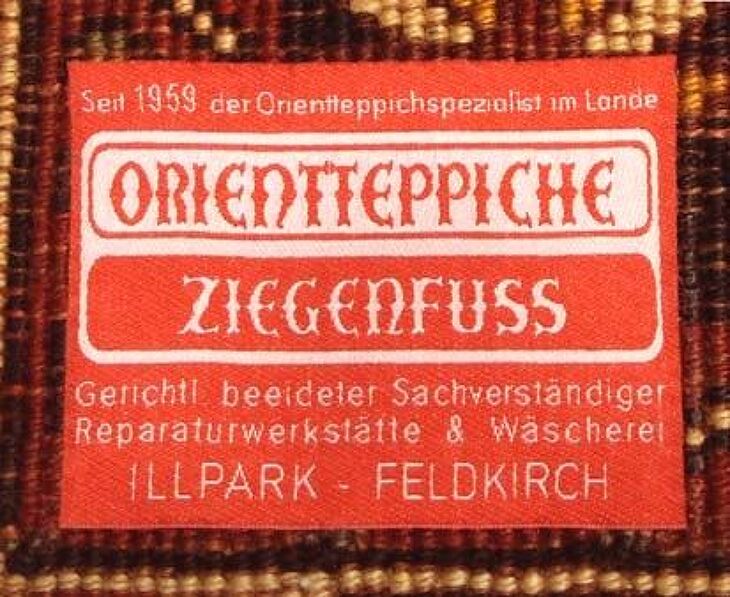 Seit 1959 der Orientteppichspezialist im Lande
ORIENTTEPPICHE
ZIEGENFUSS
Gerichtl. beeideter Sachverständiger
Reparaturwerkstätte & Wäscherei
ILLPARK - FELDKIRCH